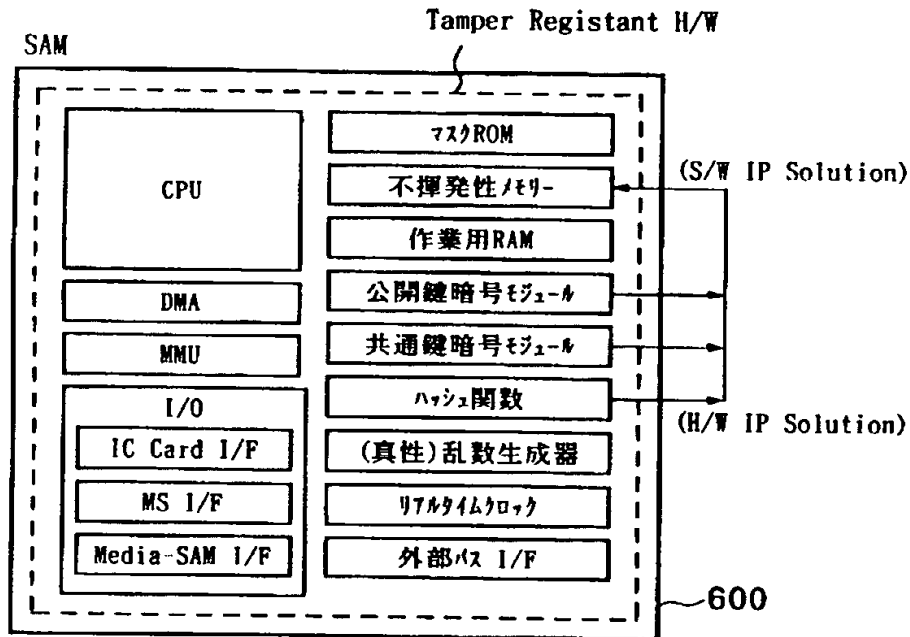 Tamper Registant H/W
SAM
CPU
DMA
MMU
I/O
IC Card I/F
MS I/F
Media-SAM I/F
ﾏｽｸROM
不揮発性ﾒﾓﾘｰ
作業用RAM
公開鍵暗号ﾓｼﾞｭｰﾙ
共通鍵暗号ﾓｼﾞｭｰﾙ
ﾊｯｼｭ関数
(真性)乱数生成器
ﾘｱﾙﾀｲﾑｸﾛｯｸ
外部ﾊﾞｽ I/F
(S/W IP Solution)
(H/W IP Solution)
600